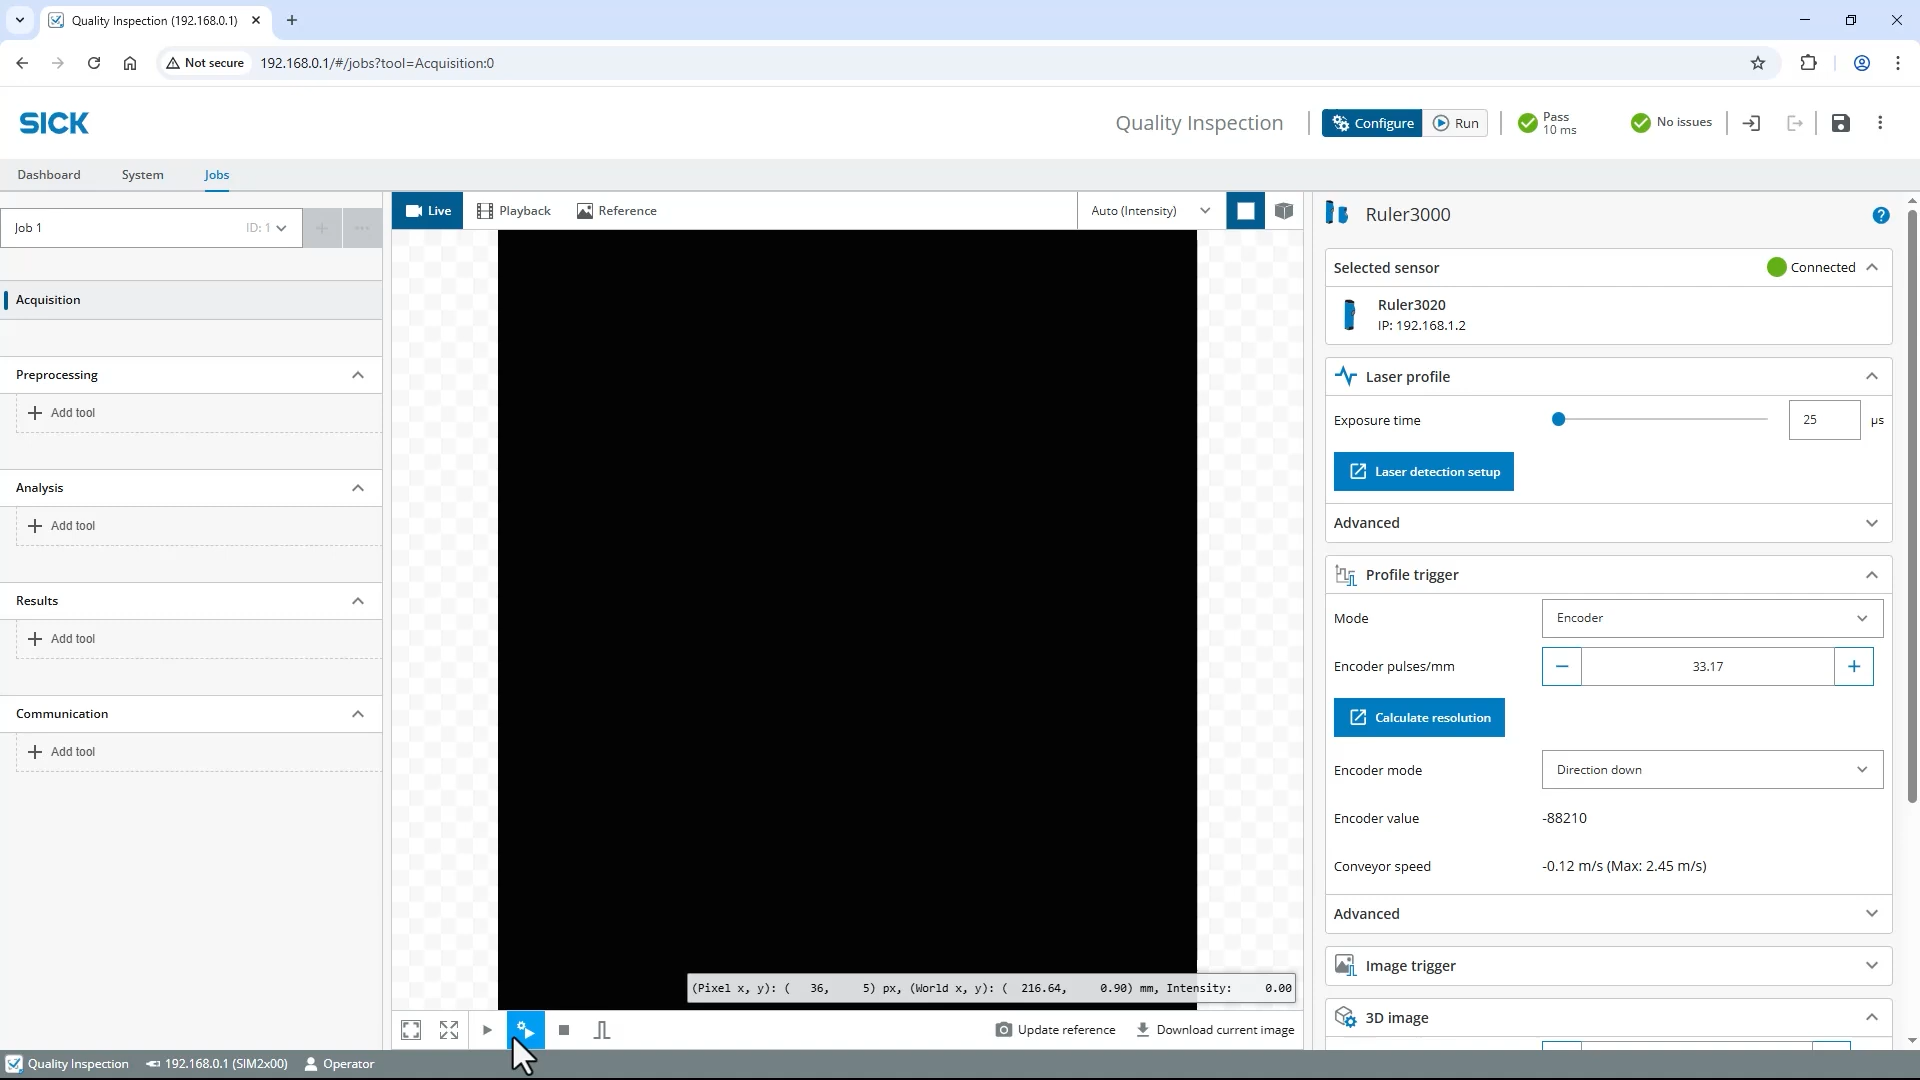 Quality Inspection (192.168.0.1)
Not secure
192.168.0.1/#/jobs?tool=Acquisition:0
SICK
Quality Inspection
Configure
Run
Pass
10 ms
No issues
Dashboard
System
Jobs
Job 1
ID: 1
Live
Playback
Reference
Auto (Intensity)
Acquisition
Preprocessing
Add tool
Analysis
Add tool
Results
Add tool
Communication
Add tool
(Pixel x, y): ( 36, 5) px, (World x, y): ( 216.64, 0.90) mm, Intensity: 0.00
Update reference
Download current image
Ruler3000
?
Selected sensor
Connected
Ruler3020
IP: 192.168.1.2
Laser profile
Exposure time
25
µs
Laser detection setup
Advanced
Profile trigger
Mode
Encoder
Encoder pulses/mm
33.17
Calculate resolution
Encoder mode
Direction down
Encoder value
-88210
Conveyor speed
-0.12 m/s (Max: 2.45 m/s)
Advanced
Image trigger
3D image
Quality Inspection
192.168.0.1 (SIM2x00)
Operator